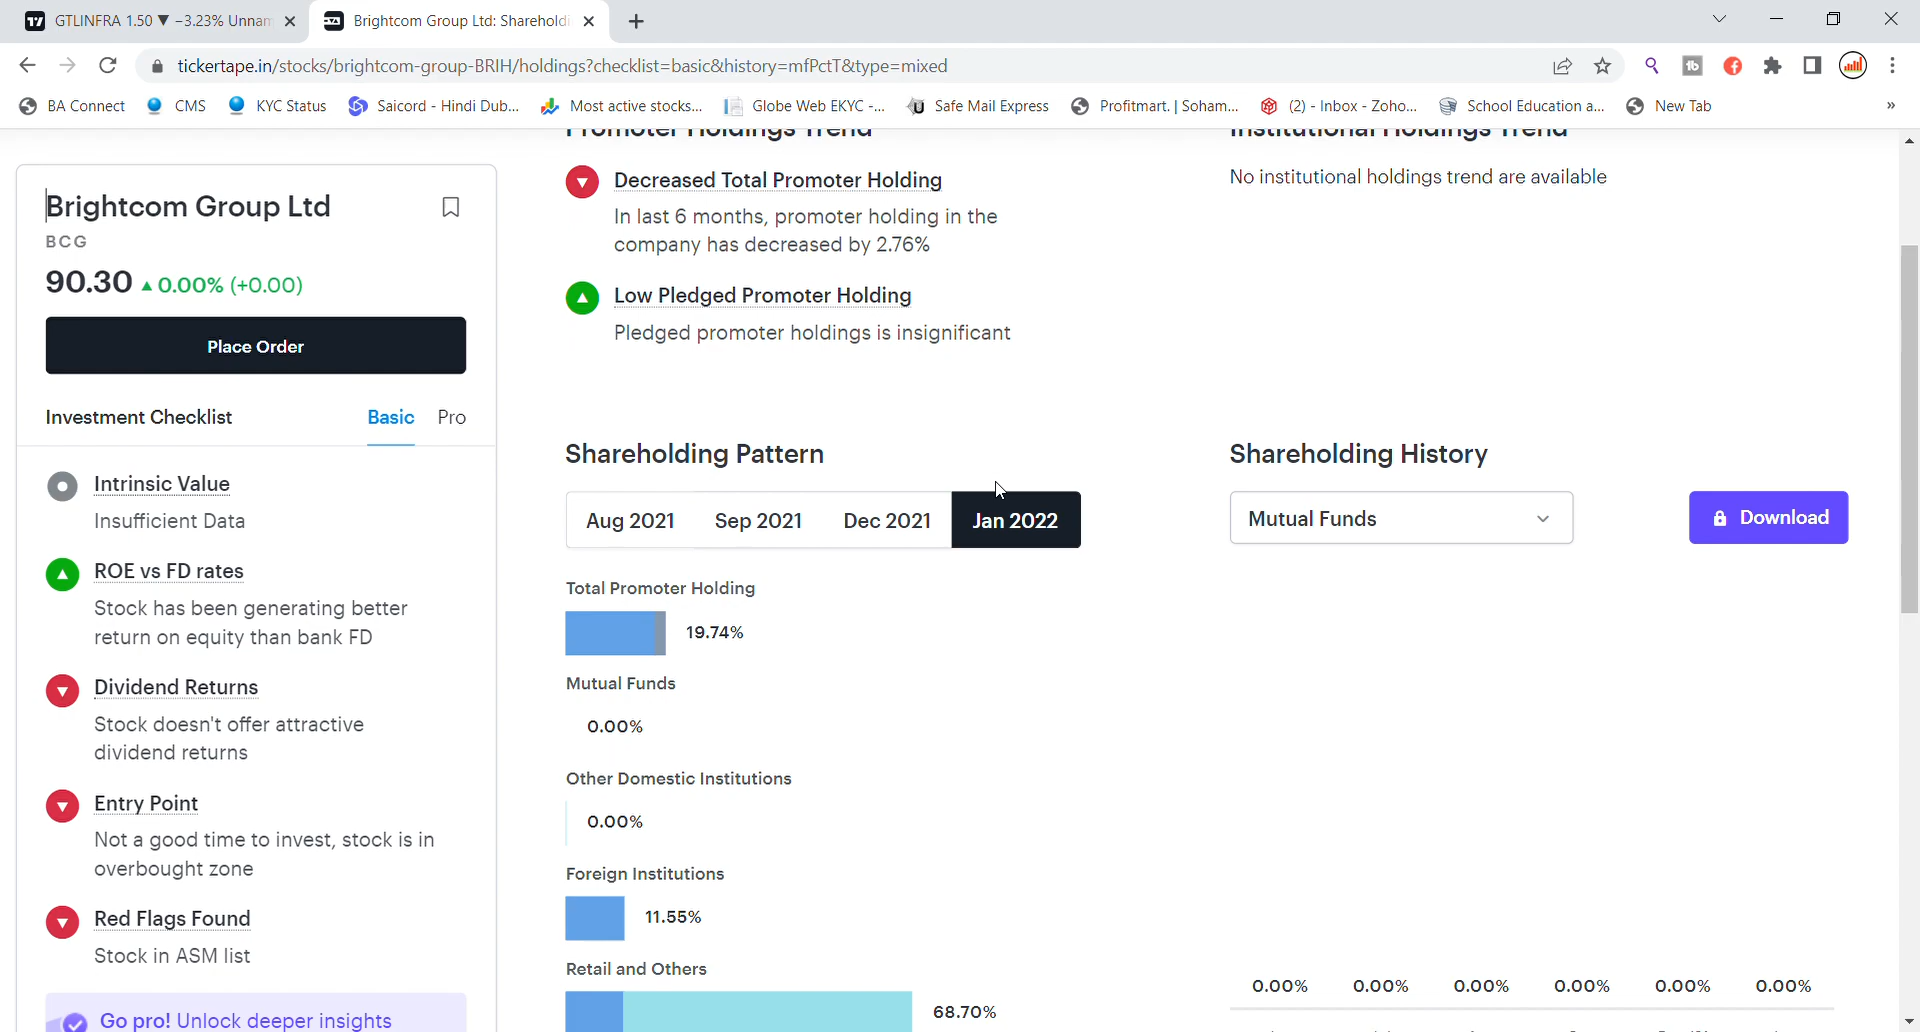 GTLINFRA 1.50 ▼ −3.23% Unnam
Brightcom Group Ltd: Shareholdi
tickertape.in/stocks/brightcom-group-BRIH/holdings?checklist=basic&history=mfPctT&type=mixed
BA Connect
CMS
KYC Status
Saicord - Hindi Dub...
Most active stocks...
Globe Web EKYC -...
Safe Mail Express
Profitmart. | Soham...
(2) - Inbox - Zoho...
School Education a...
New Tab
»
Brightcom Group Ltd
BCG
90.30 ▲ 0.00% (+0.00)
Place Order
Investment Checklist
Basic
Pro
Intrinsic Value
Insufficient Data
ROE vs FD rates
Stock has been generating better
return on equity than bank FD
Dividend Returns
Stock doesn't offer attractive
dividend returns
Entry Point
Not a good time to invest, stock is in
overbought zone
Red Flags Found
Stock in ASM list
Go pro! Unlock deeper insights
Promoter Holdings Trend
Decreased Total Promoter Holding
In last 6 months, promoter holding in the
company has decreased by 2.76%
Low Pledged Promoter Holding
Pledged promoter holdings is insignificant
Institutional Holdings Trend
No institutional holdings trend are available
Shareholding Pattern
Aug 2021
Sep 2021
Dec 2021
Jan 2022
Total Promoter Holding
19.74%
Mutual Funds
0.00%
Other Domestic Institutions
0.00%
Foreign Institutions
11.55%
Retail and Others
68.70%
Shareholding History
Mutual Funds
Download
0.00%
0.00%
0.00%
0.00%
0.00%
0.00%